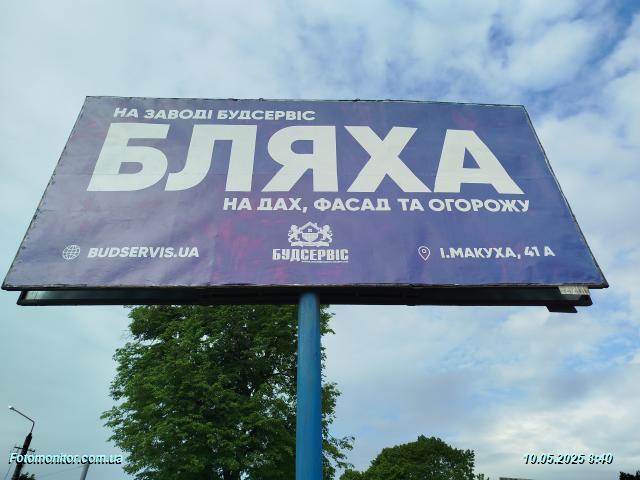 НА ЗАВОДІ БУДСЕРВІС
БЛЯХА
НА ДАХ, ФАСАД ТА ОГОРОЖУ
BUDSERVIS.UA
БУДСЕРВІС
І.МАКУХА, 41 А
Fotomonitor.com.ua
10.05.2025 8:40